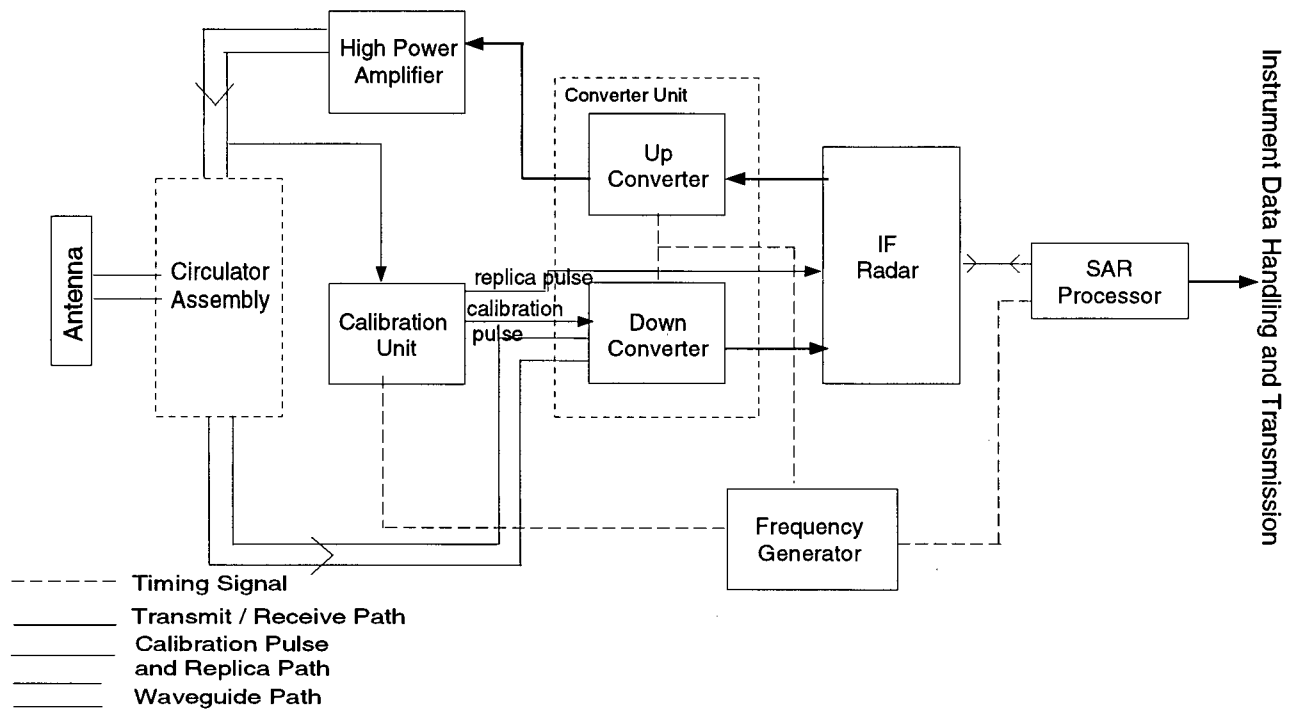 High Power
Amplifier
Converter Unit
Up
Converter
IF
Radar
SAR
Processor
Antenna
Circulator
Assembly
Calibration
Unit
replica pulse
calibration
pulse
Down
Converter
Frequency
Generator
Instrument Data Handling and Transmission
Timing Signal
Transmit / Receive Path
Calibration Pulse
and Replica Path
Waveguide Path